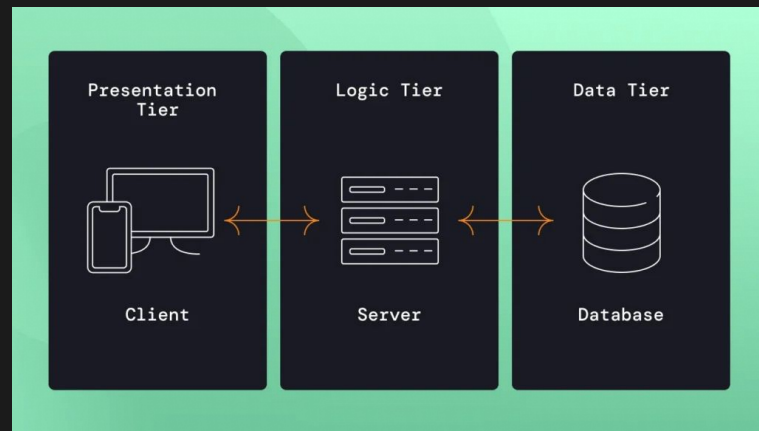 Presentation
Tier
Logic Tier
Data Tier
Client
Server
Database